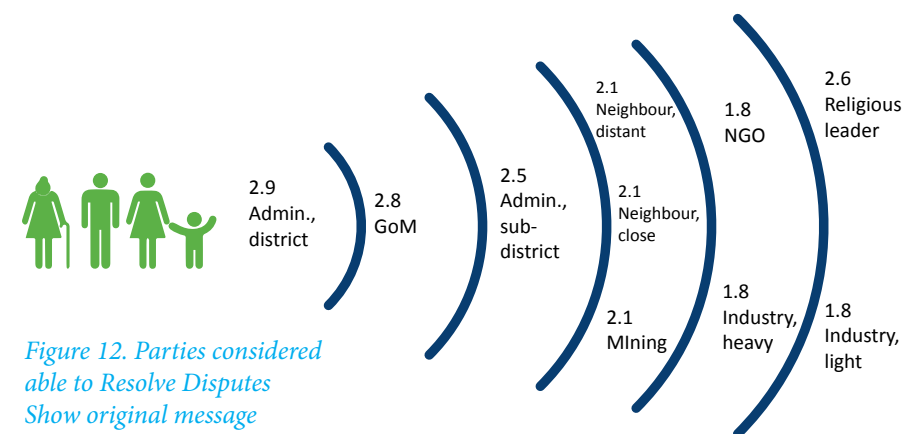 2.9
Admin.,
district
2.8
GoM
2.5
Admin.,
sub-
district
2.1
Neighbour,
distant
2.1
Neighbour,
close
2.1
MIning
1.8
NGO
1.8
Industry,
heavy
2.6
Religious
leader
1.8
Industry,
light
Figure 12. Parties considered
able to Resolve Disputes
Show original message